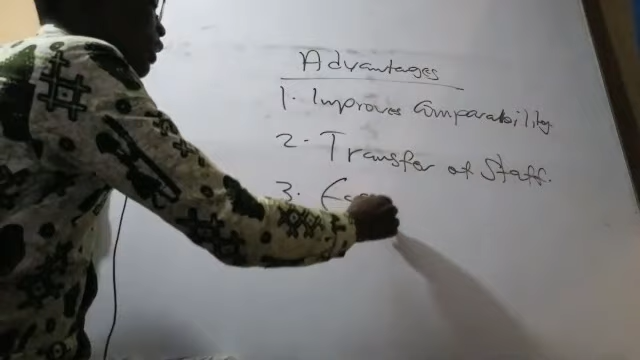 Advantages
1. Improves Comparability
2. Transfer of Staff.
3.